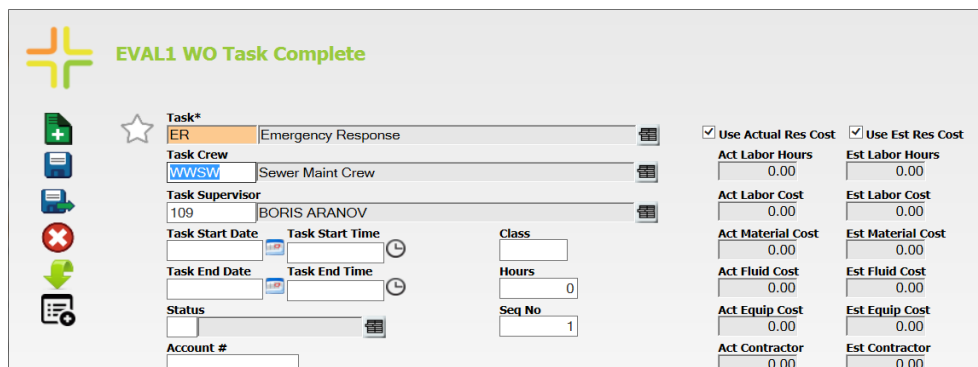 EVAL1 WO Task Complete
Task*
ER Emergency Response
Use Actual Res Cost Use Est Res Cost
Task Crew
Act Labor Hours Est Labor Hours
WWSW Sewer Maint Crew
0.00 0.00
Task Supervisor
Act Labor Cost Est Labor Cost
109 BORIS ARANOV
0.00 0.00
Task Start Date Task Start Time Class
Act Material Cost Est Material Cost
0.00 0.00
Task End Date Task End Time Hours
Act Fluid Cost Est Fluid Cost
0
0.00 0.00
Status Seq No
Act Equip Cost Est Equip Cost
1
0.00 0.00
Account #
Act Contractor Est Contractor
0.00 0.00